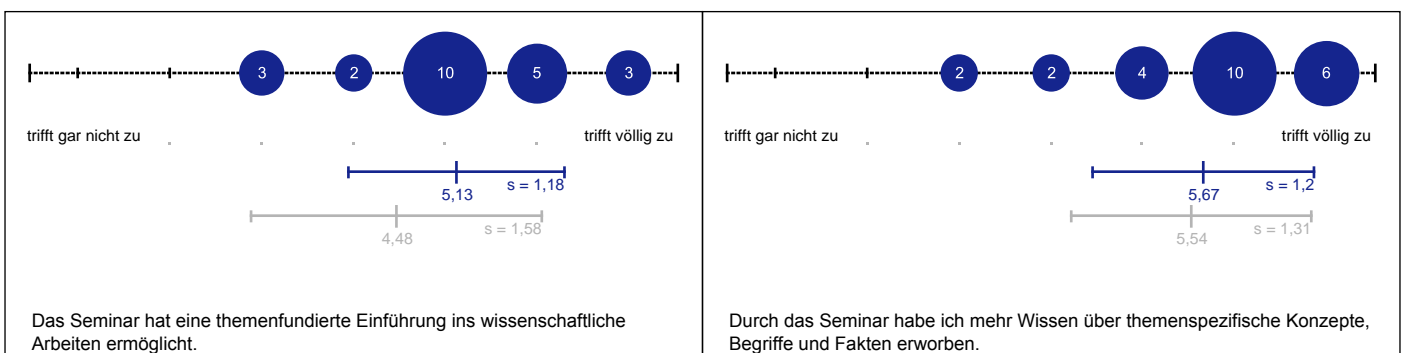 3 2 10 5 3
trifft gar nicht zu trifft völlig zu
s = 1,18
5,13
s = 1,58
4,48
Das Seminar hat eine themenfundierte Einführung ins wissenschaftliche
Arbeiten ermöglicht.
2 2 4 10 6
trifft gar nicht zu trifft völlig zu
s = 1,2
5,67
s = 1,31
5,54
Durch das Seminar habe ich mehr Wissen über themenspezifische Konzepte,
Begriffe und Fakten erworben.